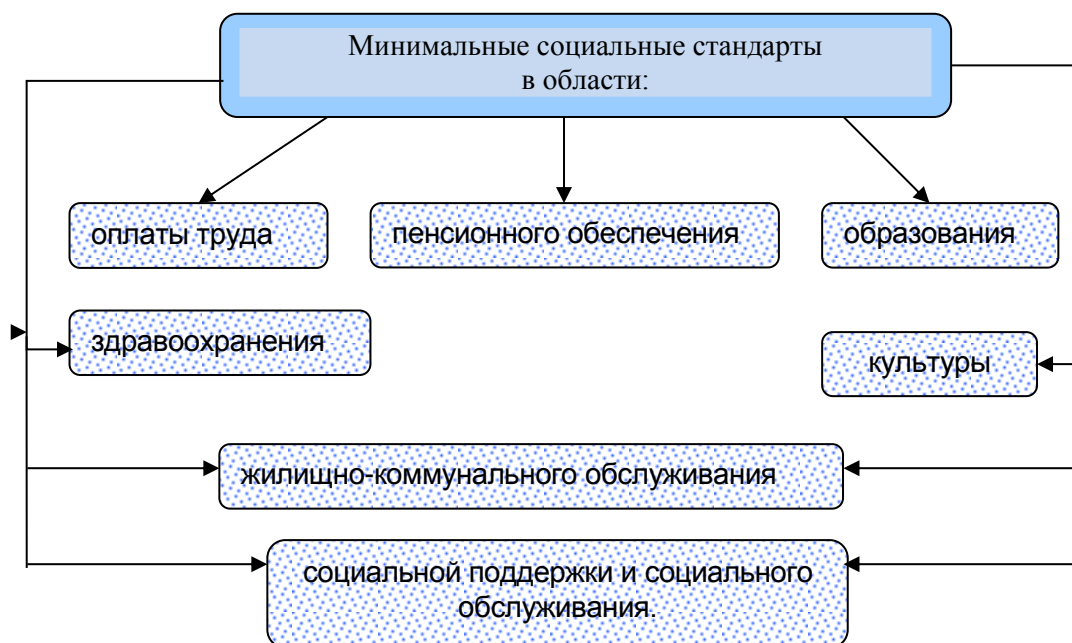 Минимальные социальные стандарты
в области:
оплаты труда
пенсионного обеспечения
образования
здравоохранения
культуры
жилищно-коммунального обслуживания
социальной поддержки и социального
обслуживания.